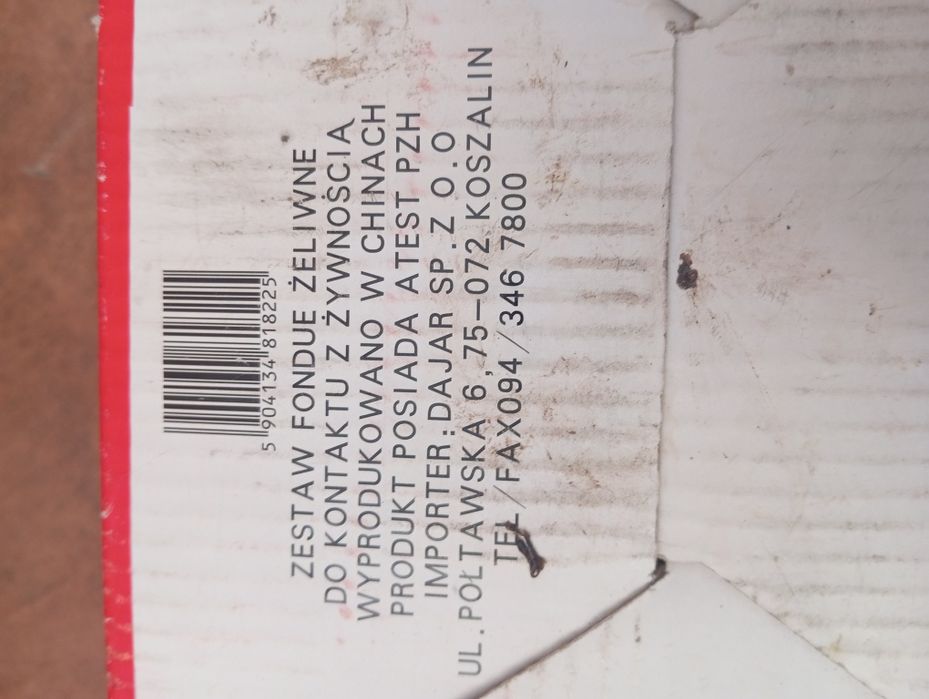 5 904134 818225
ZESTAW FONDUE ŻELIWNE
DO KONTAKTU Z ŻYWNOŚCIĄ
WYPRODUKOWANO W CHINACH
PRODUKT POSIADA ATEST PZH
IMPORTER:DAJAR SP.Z O.O
UL.POŁTAWSKA 6,75-072 KOSZALIN
TEL/FAX094/346 7800